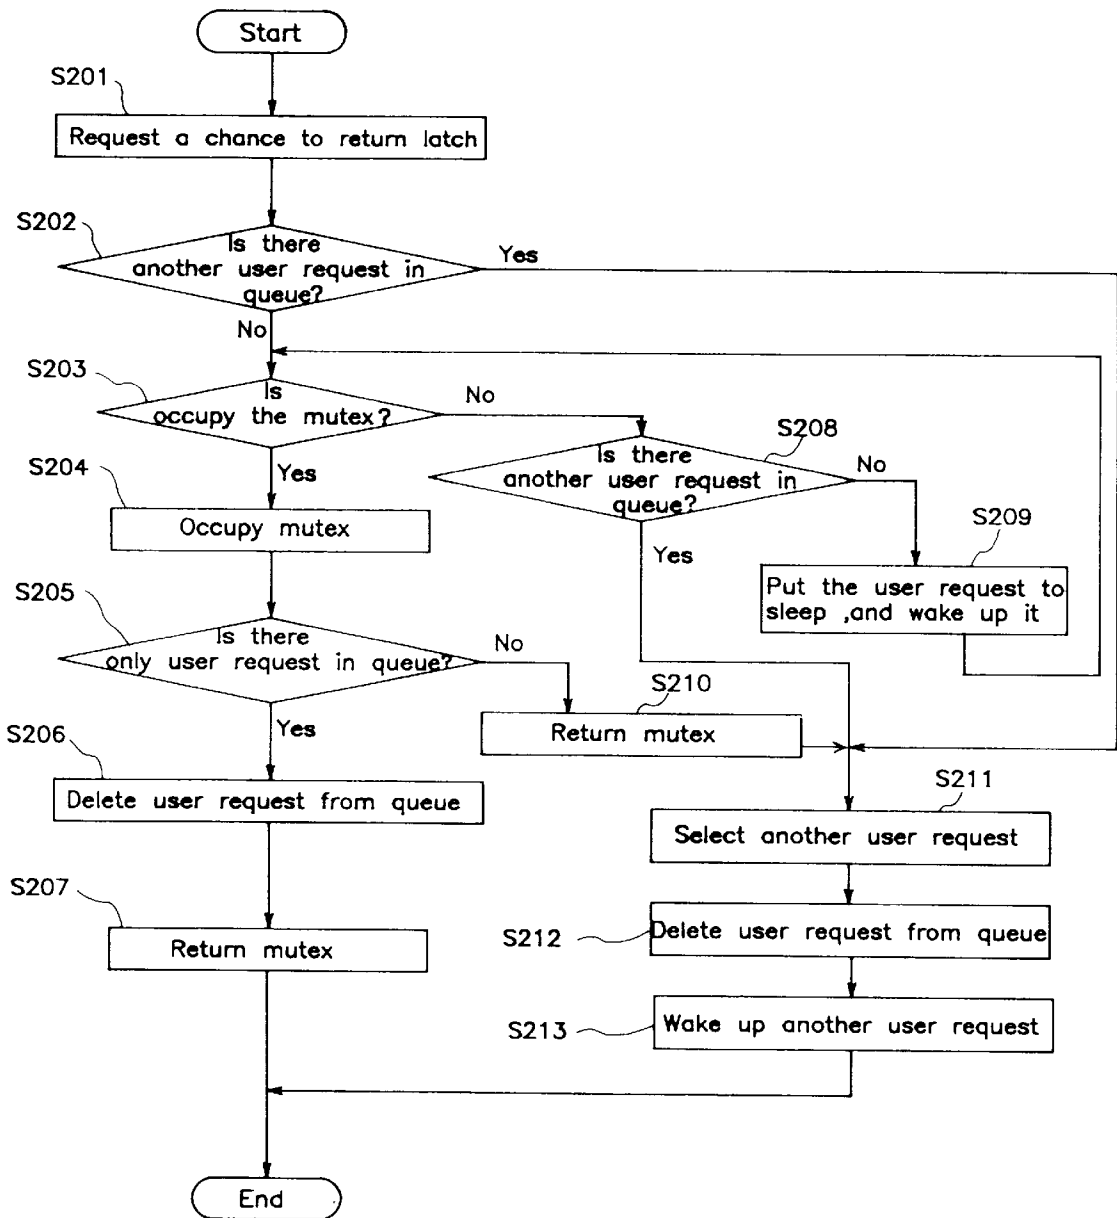 Start
S201
Request a chance to return latch
S202
Is there
another user request in
queue?
Yes
No
S203
Is
occupy the mutex?
No
S208
Is there
another user request in
queue?
No
S204
Yes
Occupy mutex
Yes
S209
Put the user request to
sleep ,and wake up it
S205
Is there
only user request in queue?
No
S210
Return mutex
S206
Yes
Delete user request from queue
S211
Select another user request
S207
Return mutex
S212
Delete user request from queue
S213
Wake up another user request
End